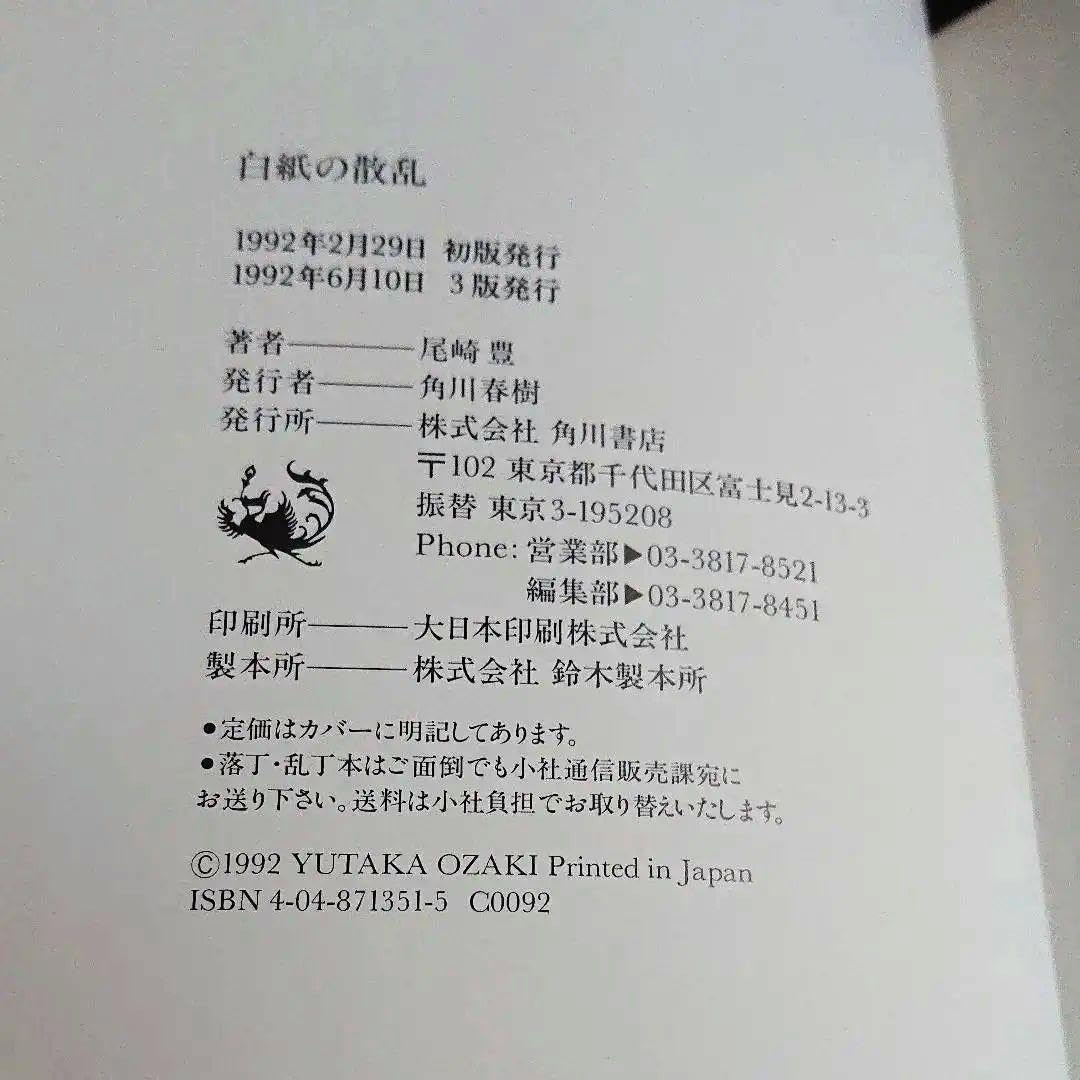 白紙の散乱
1992年2月29日 初版発行
1992年6月10日 3版発行
著者————尾崎 豊
発行者———角川春樹
発行所———株式会社 角川書店
〒102 東京都千代田区富士見2-13-3
振替 東京3-195208
Phone: 営業部▶03-3817-8521
編集部▶03-3817-8451
印刷所———大日本印刷株式会社
製本所———株式会社 鈴木製本所
●定価はカバーに明記してあります。
●落丁・乱丁本はご面倒でも小社通信販売課宛に
お送り下さい。送料は小社負担でお取り替えいたします。
©1992 YUTAKA OZAKI Printed in Japan
ISBN 4-04-871351-5 C0092